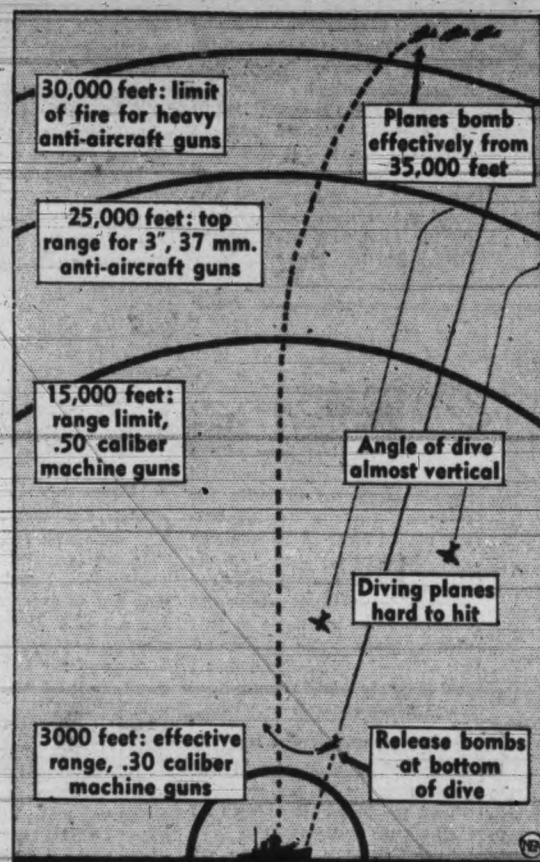 30,000 feet: limit
of fire for heavy
anti-aircraft guns
Planes bomb
effectively from
35,000 feet
25,000 feet: top
range for 3", 37 mm.
anti-aircraft guns
15,000 feet:
range limit,
.50 caliber
machine guns
Angle of dive
almost vertical
Diving planes
hard to hit
3000 feet: effective
range, .30 caliber
machine guns
Release bombs
at bottom
of dive